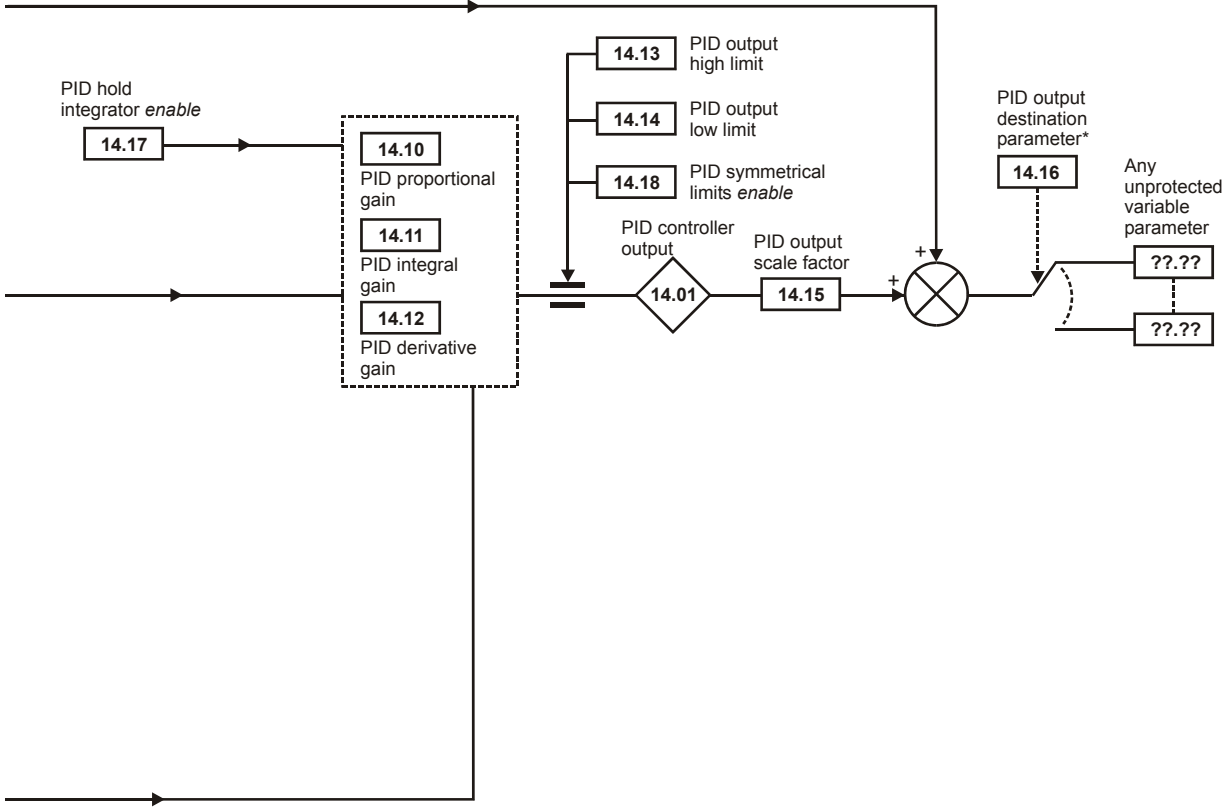 14.13
PID output
high limit
PID hold
integrator enable
14.17
14.14
PID output
low limit
PID output
destination
parameter*
14.16
14.10
PID proportional
gain
14.18
PID symmetrical
limits enable
Any
unprotected
variable
parameter
14.11
PID integral
gain
PID controller
output
14.01
PID output
scale factor
14.15
+
+
??.??
14.12
PID derivative
gain
??.??